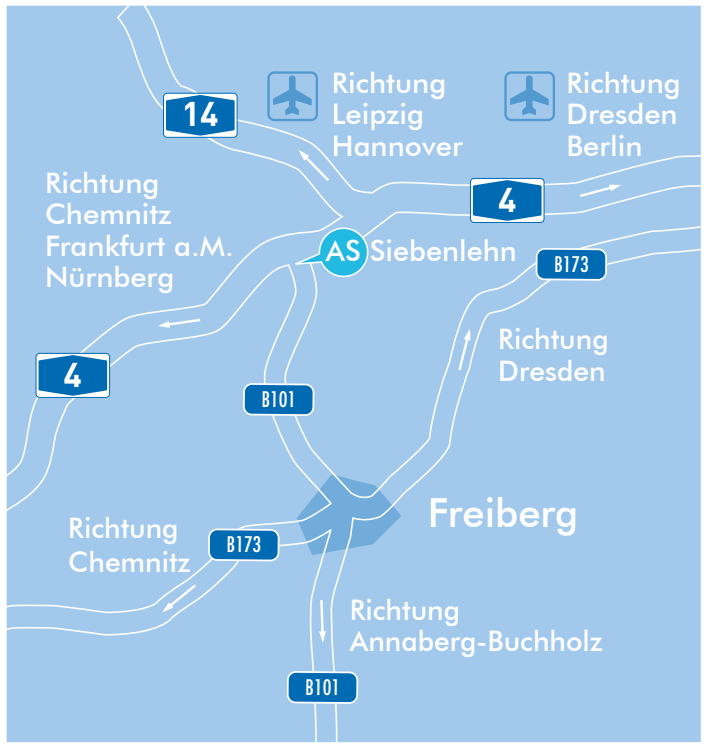 14
Richtung
Leipzig
Hannover
Richtung
Dresden
Berlin
Richtung
Chemnitz
Frankfurt a.M.
Nürnberg
4
AS Siebenlehn
B173
4
Richtung
Dresden
B101
Freiberg
Richtung
Chemnitz
B173
Richtung
Annaberg-Buchholz
B101